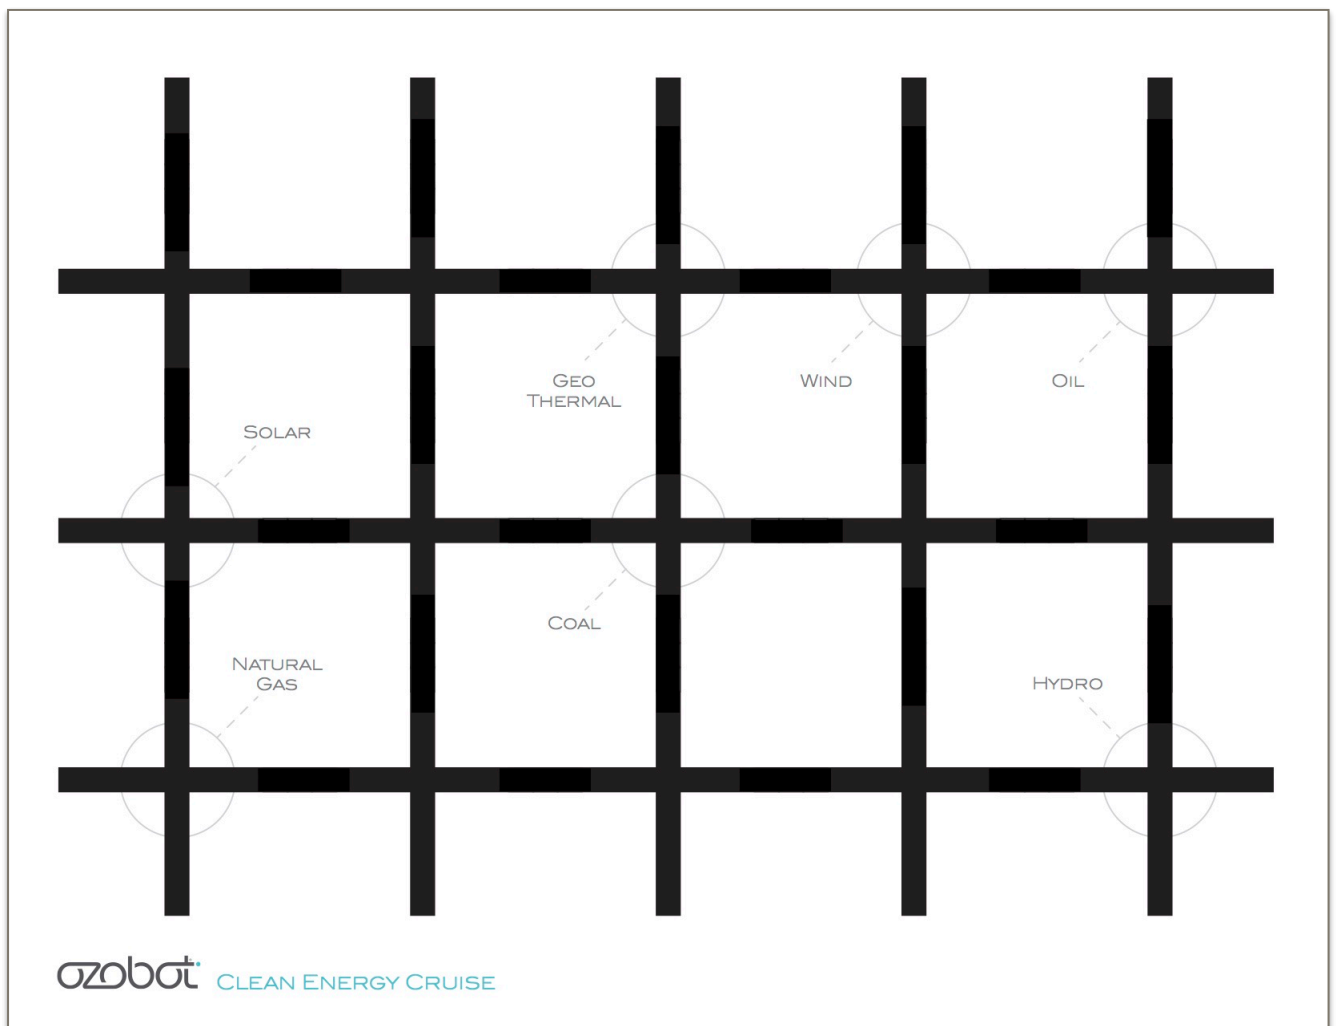 GEO
THERMAL
WIND
OIL
SOLAR
COAL
NATURAL
GAS
HYDRO
ozobot CLEAN ENERGY CRUISE